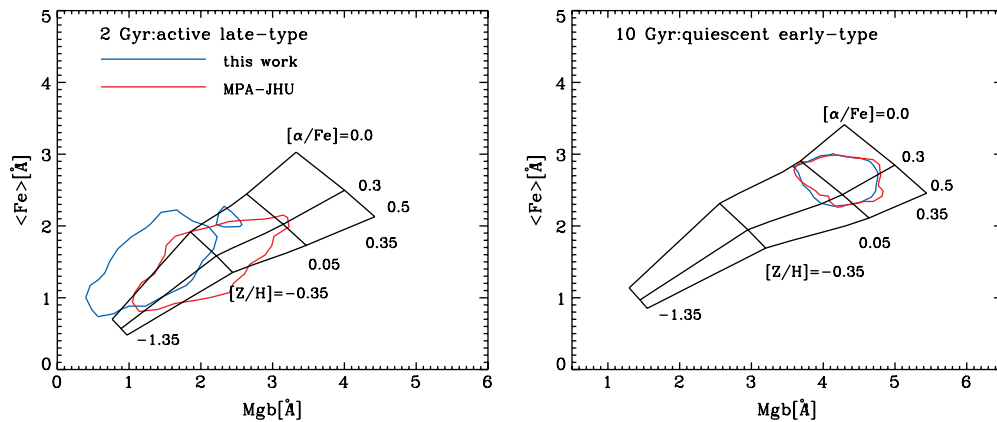 2 Gyr:active late-type
this work
MPA-JHU
[α/Fe]=0.0
0.3
0.5
0.35
0.05
[Z/H]=-0.35
-1.35
5
4
3
2
1
0
<Fe>[Å]
0 1 2 3 4 5 6
Mgb[Å]
10 Gyr:quiescent early-type
[α/Fe]=0.0
0.3
0.5
0.35
0.05
[Z/H]=-0.35
-1.35
5
4
3
2
1
0
<Fe>[Å]
1 2 3 4 5 6
Mgb[Å]